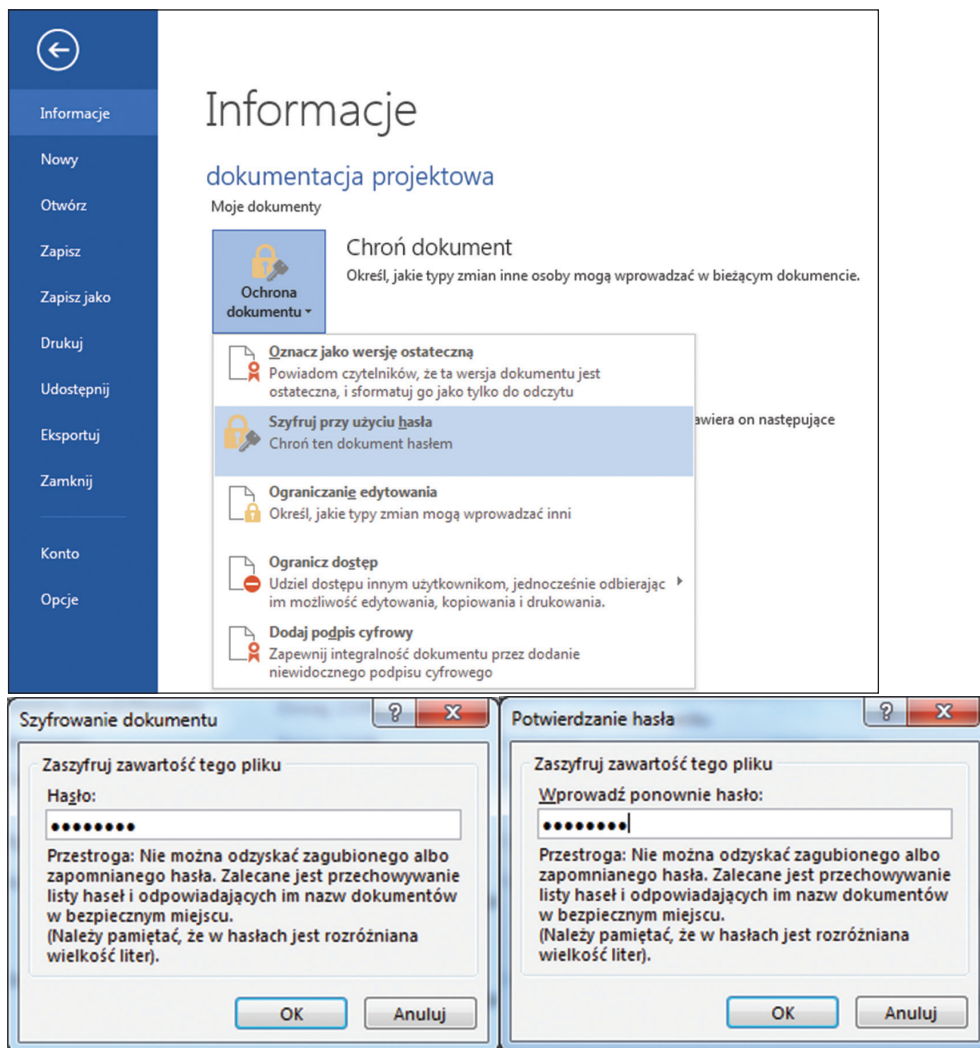 Informacje
Nowy
Otwórz
Zapisz
Zapisz jako
Drukuj
Udostępnij
Eksportuj
Zamknij
Konto
Opcje
Informacje
dokumentacja projektowa
Moje dokumenty
Ochrona
dokumentu
Chroń dokument
Określ, jakie typy zmian inne osoby mogą wprowadzać w bieżącym dokumencie.
Oznacz jako wersję ostateczną
Powiadom czytelników, że ta wersja dokumentu jest
ostateczna, i sformatuj go jako tylko do odczytu
Szyfruj przy użyciu hasła
Chroń ten dokument hasłem
awiera on następujące
Ograniczanie edytowania
Określ, jakie typy zmian mogą wprowadzać inni
Ogranicz dostęp
Udziel dostępu innym użytkownikom, jednocześnie odbierając
im możliwość edytowania, kopiowania i drukowania.
Dodaj podpis cyfrowy
Zapewnij integralność dokumentu przez dodanie
niewidocznego podpisu cyfrowego
Szyfrowanie dokumentu
Zaszyfruj zawartość tego pliku
Hasło:
••••••••
Przestroga: Nie można odzyskać zagubionego albo
zapomnianego hasła. Zalecane jest przechowywanie
listy haseł i odpowiadających im nazw dokumentów
w bezpiecznym miejscu.
(Należy pamiętać, że w hasłach jest rozróżniana
wielkość liter).
OK Anuluj
Potwierdzanie hasła
Zaszyfruj zawartość tego pliku
Wprowadź ponownie hasło:
••••••••
Przestroga: Nie można odzyskać zagubionego albo
zapomnianego hasła. Zalecane jest przechowywanie
listy haseł i odpowiadających im nazw dokumentów
w bezpiecznym miejscu.
(Należy pamiętać, że w hasłach jest rozróżniana
wielkość liter).
OK Anuluj